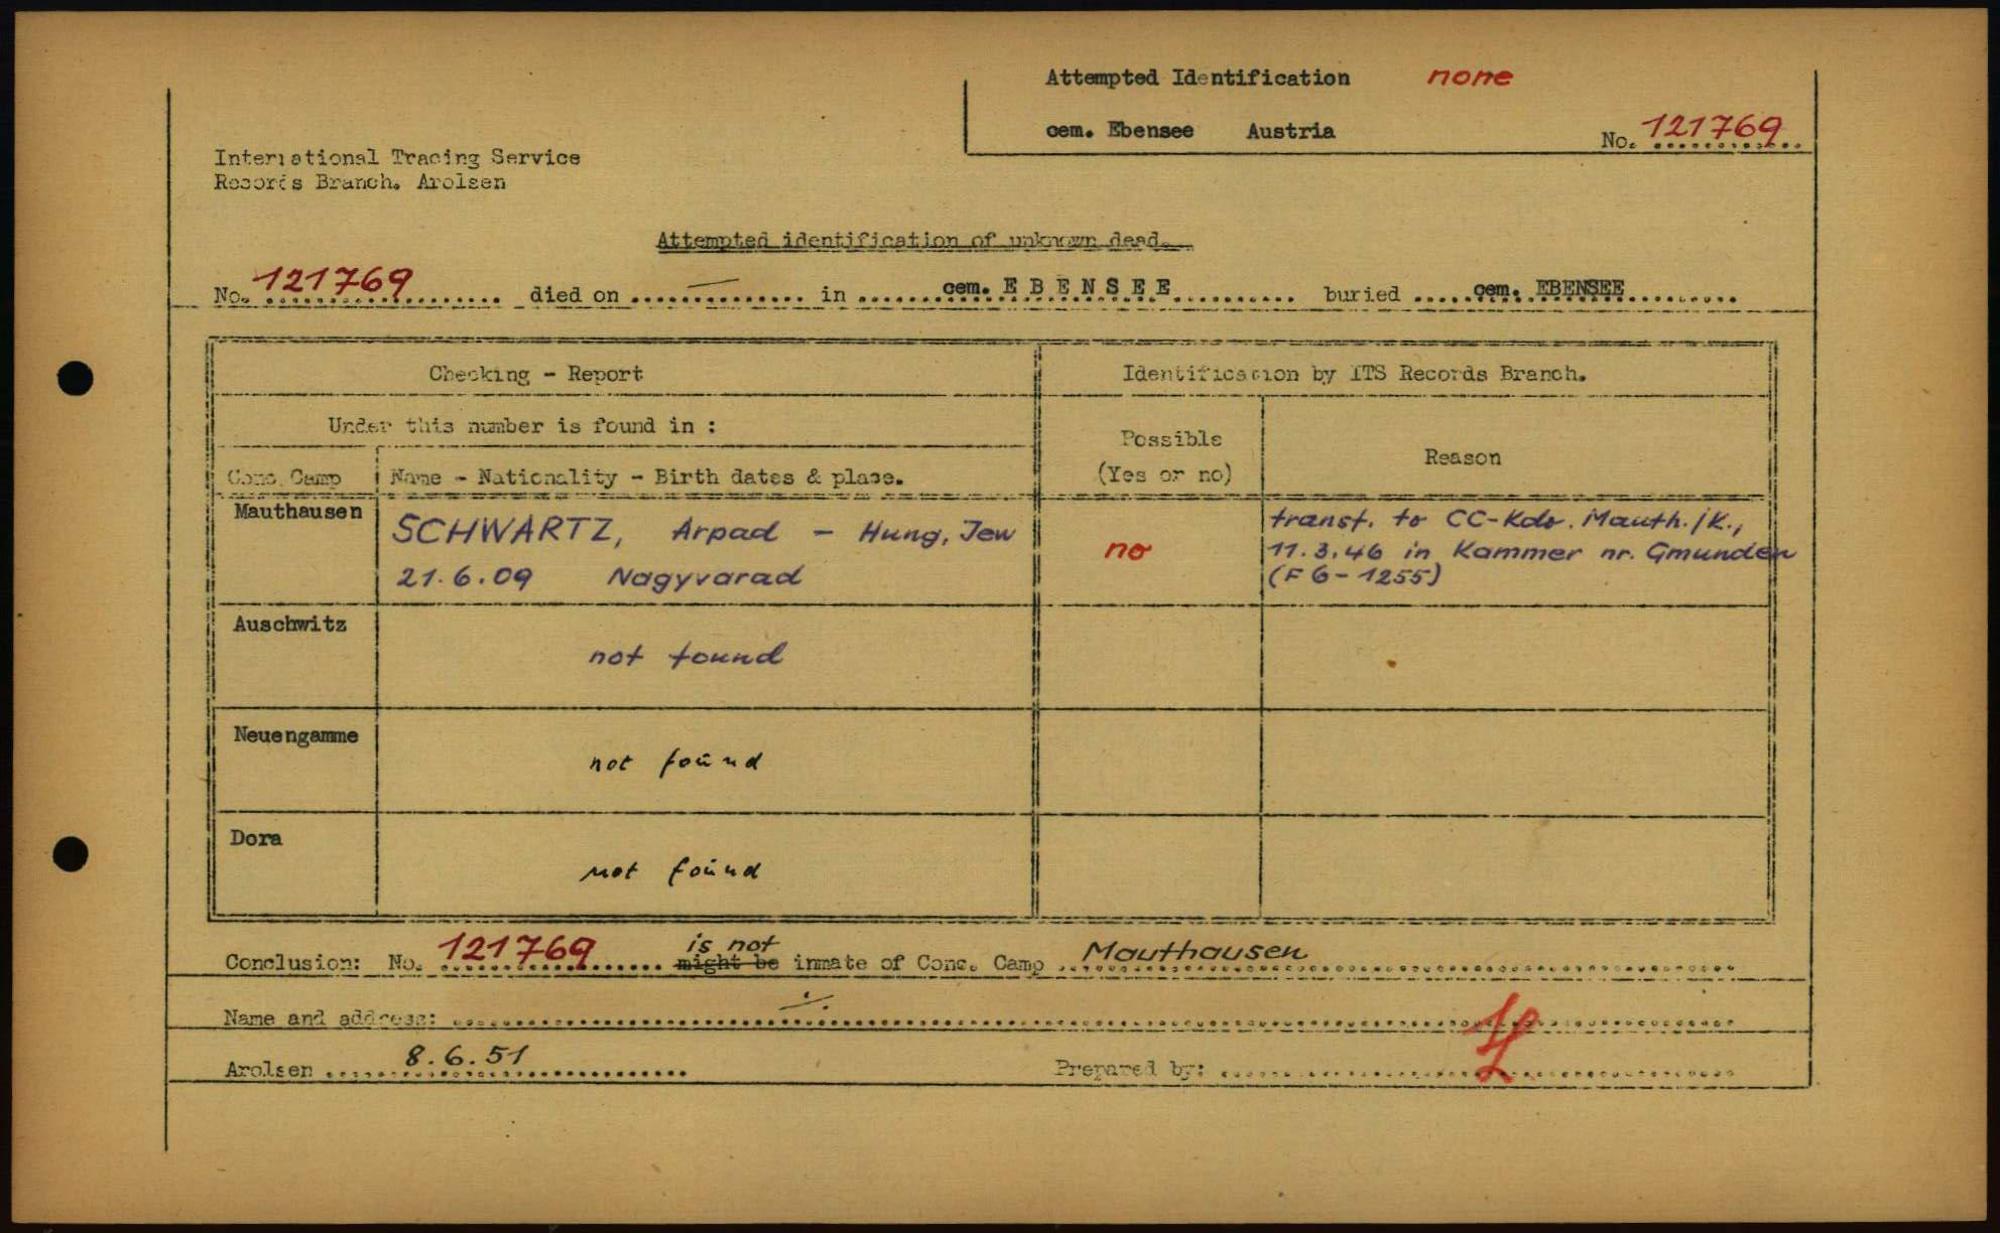 Attempted Identification none
cem. Ebensee Austria No. 121769
International Tracing Service
Records Branch. Arolsen
Attempted identification of unknown dead.
No. 121769 died on — in cem. E B E N S E E buried cem. EBENSEE
Checking - Report
Identification by ITS Records Branch.
Under this number is found in :
Possible
(Yes or no)
Reason
Conc. Camp Name - Nationality - Birth dates & place.
Mauthausen
SCHWARTZ, Arpad - Hung. Jew
21.6.09 Nagyvarad
no
transf. to CC-Kdo. Mauth./K.,
11.3.46 in Kammer nr. Gmunden
(F 6-1255)
Auschwitz
not found
Neuengamme
not found
Dora
not found
is not
Conclusion: No. 121769 might be inmate of Conc. Camp Mauthausen
Name and address: ./.
Arolsen 8.6.51 Prepared by: